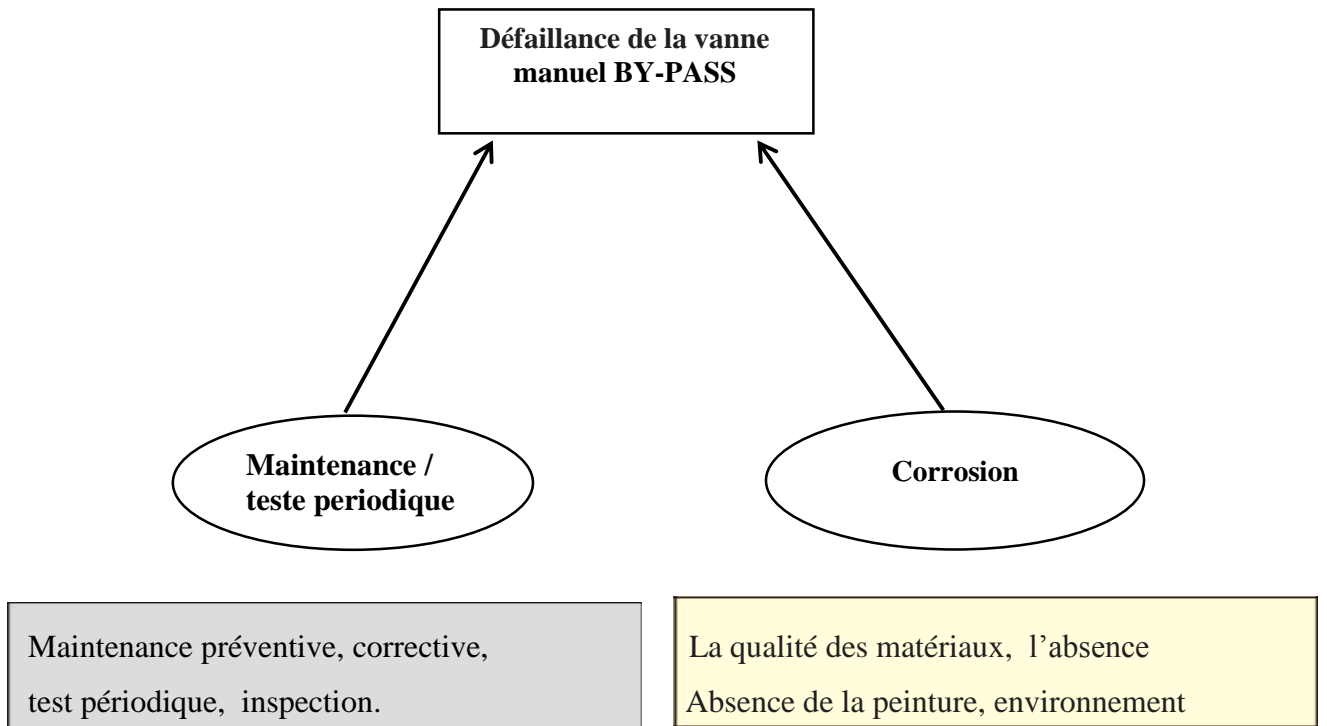 Défaillance de la vanne
manuel BY-PASS
Maintenance /
teste periodique
Corrosion
Maintenance préventive, corrective,
test périodique, inspection.
La qualité des matériaux, l’absence
Absence de la peinture, environnement